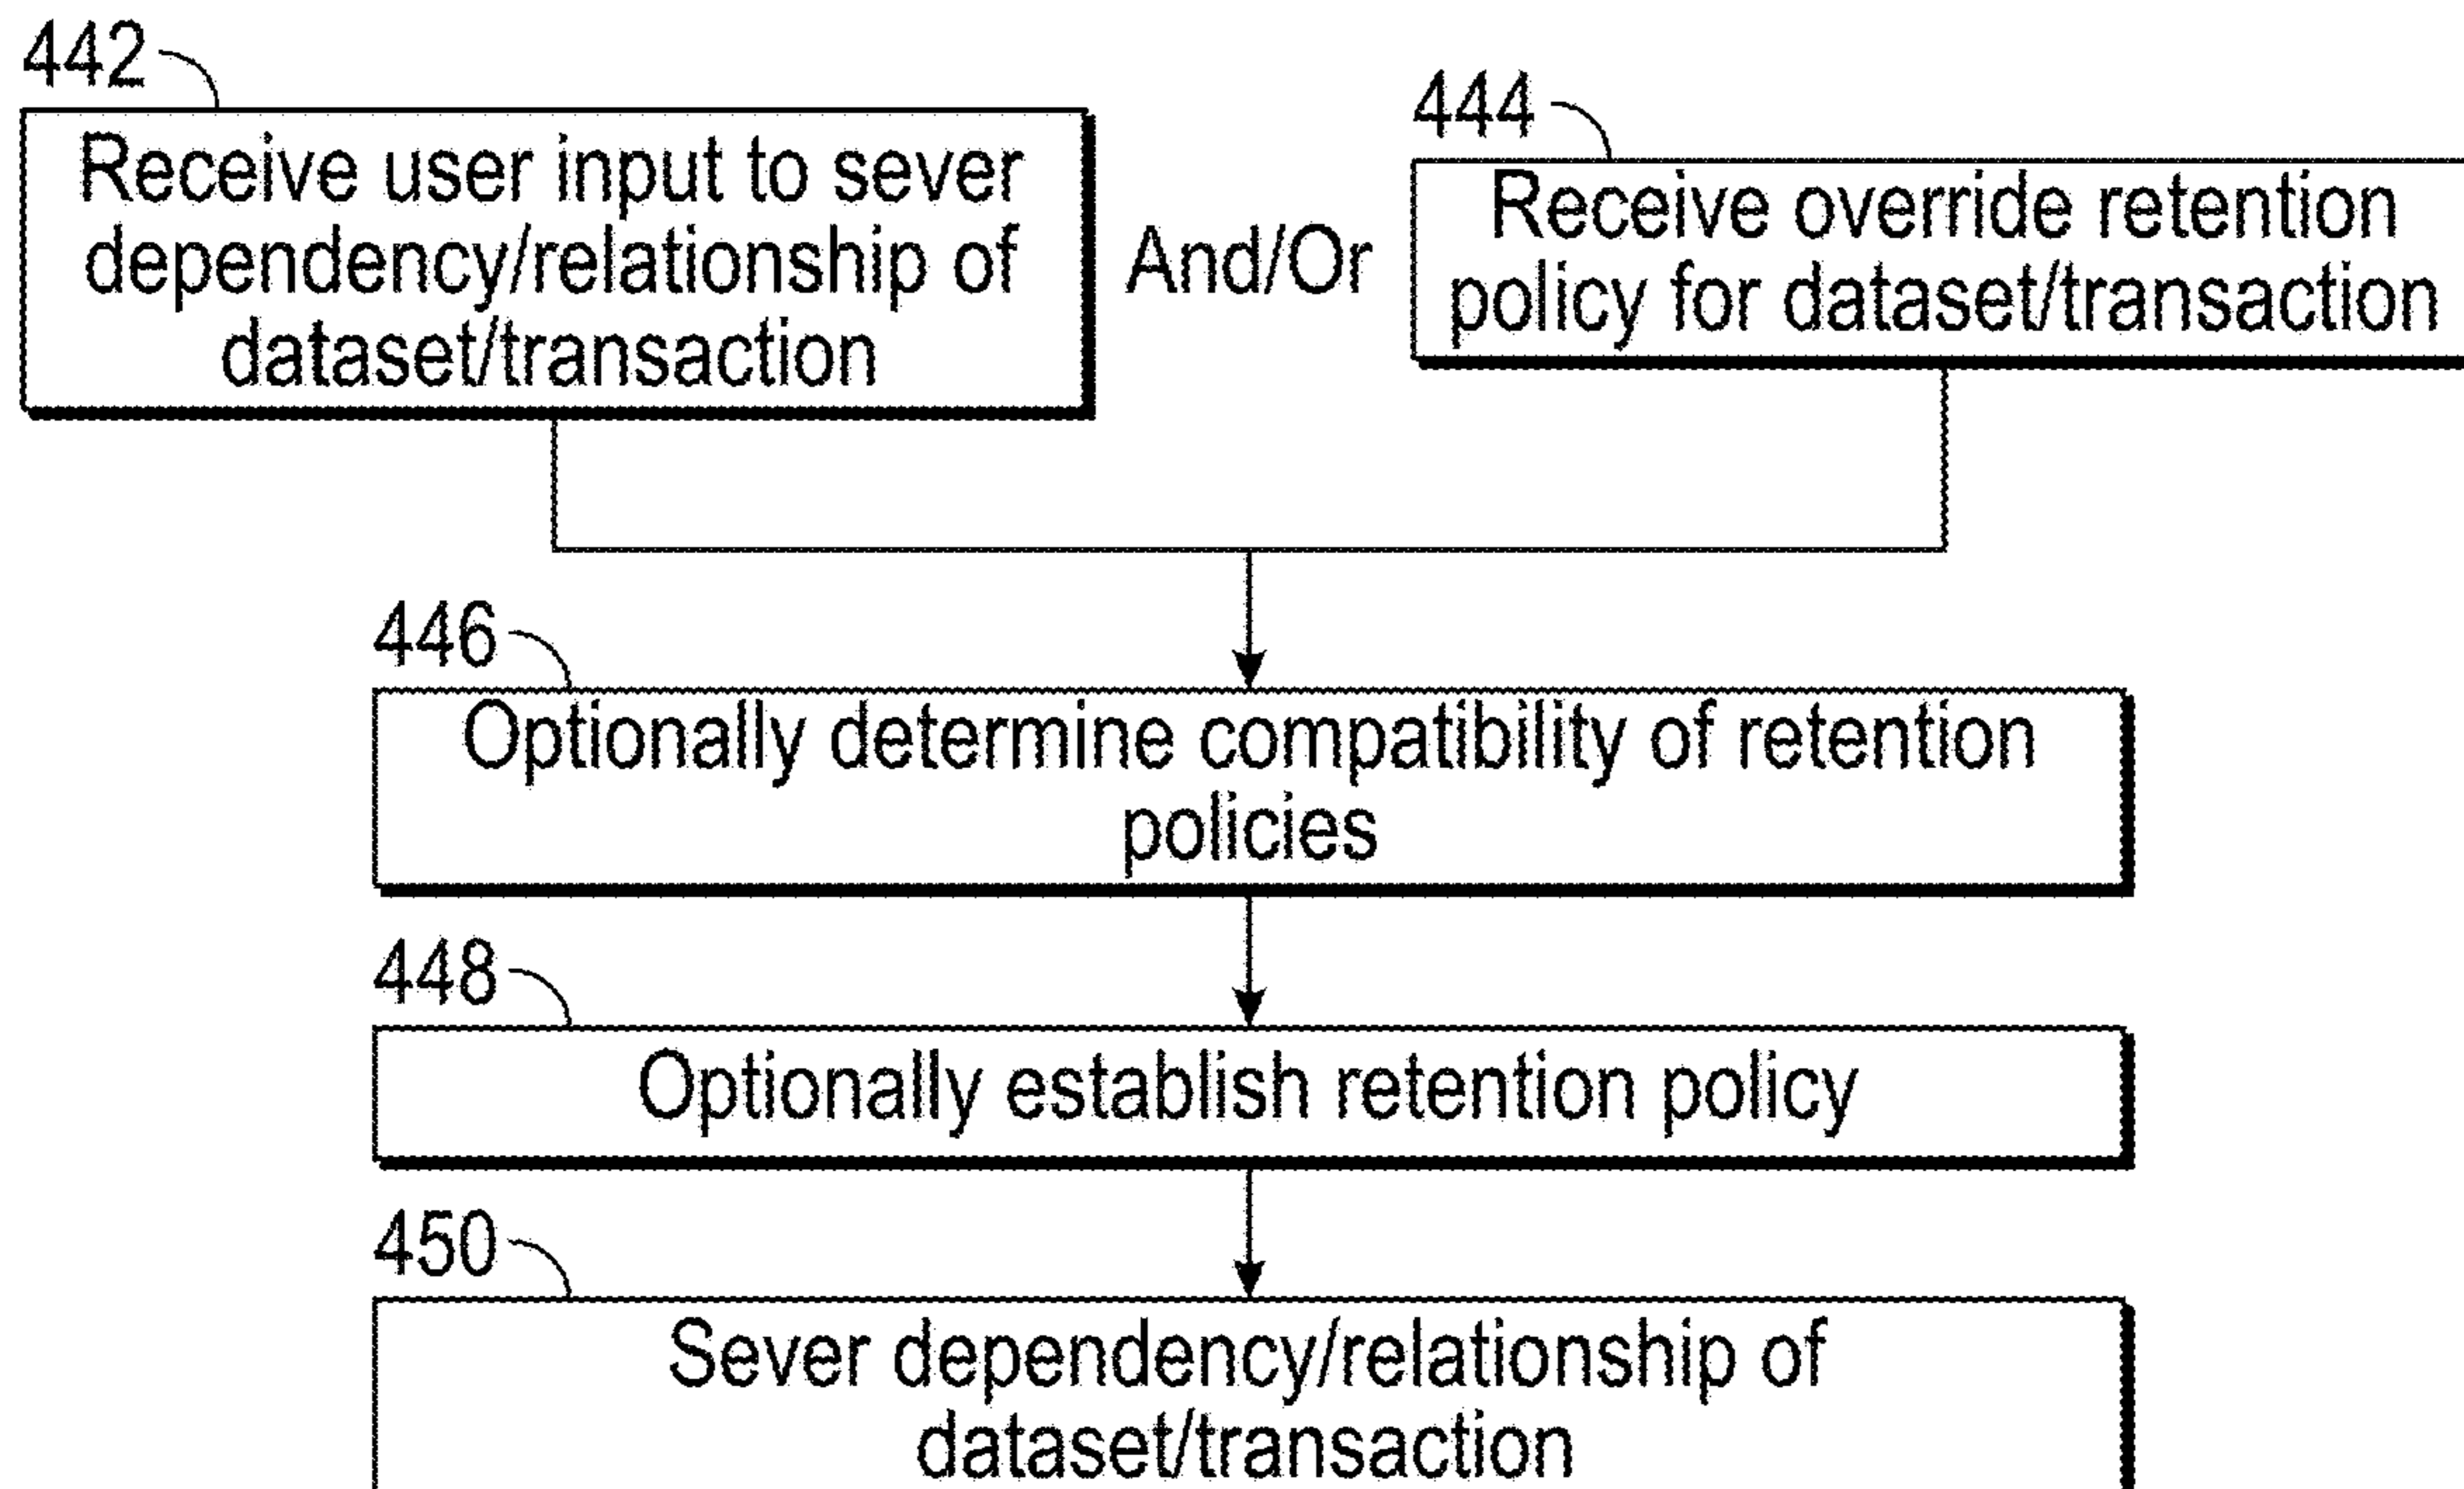 442
Receive user input to sever
dependency/relationship of
dataset/transaction
And/Or
444
Receive override retention
policy for dataset/transaction
446
Optionally determine compatibility of retention
policies
448
Optionally establish retention policy
450
Sever dependency/relationship of
dataset/transaction